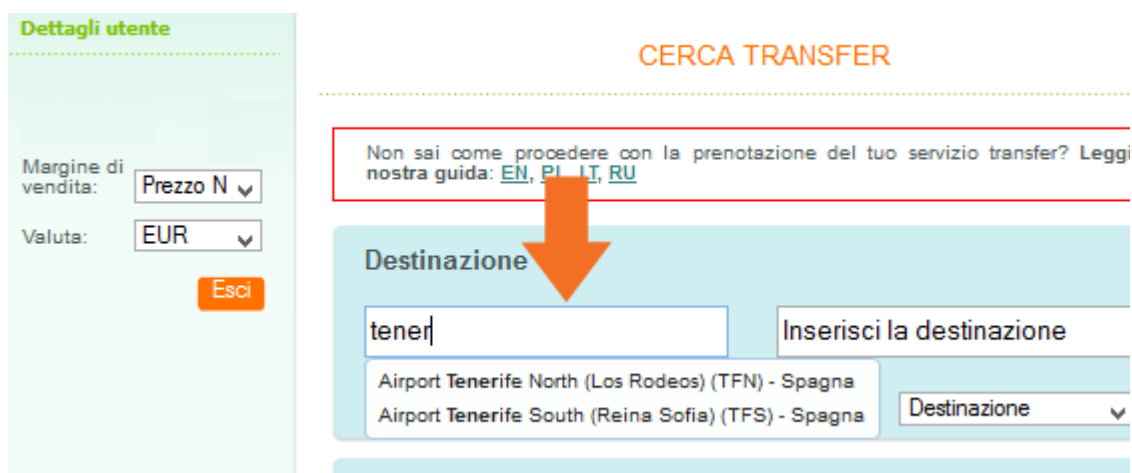 Dettagli utente
CERCA TRANSFER
Margine di
vendita:
Prezzo N
Valuta:
EUR
Esci
Non sai come procedere con la prenotazione del tuo servizio transfer? Leggi
nostra guida: EN, PL, LT, RU
Destinazione
tener
Inserisci la destinazione
Airport Tenerife North (Los Rodeos) (TFN) - Spagna
Airport Tenerife South (Reina Sofia) (TFS) - Spagna
Destinazione